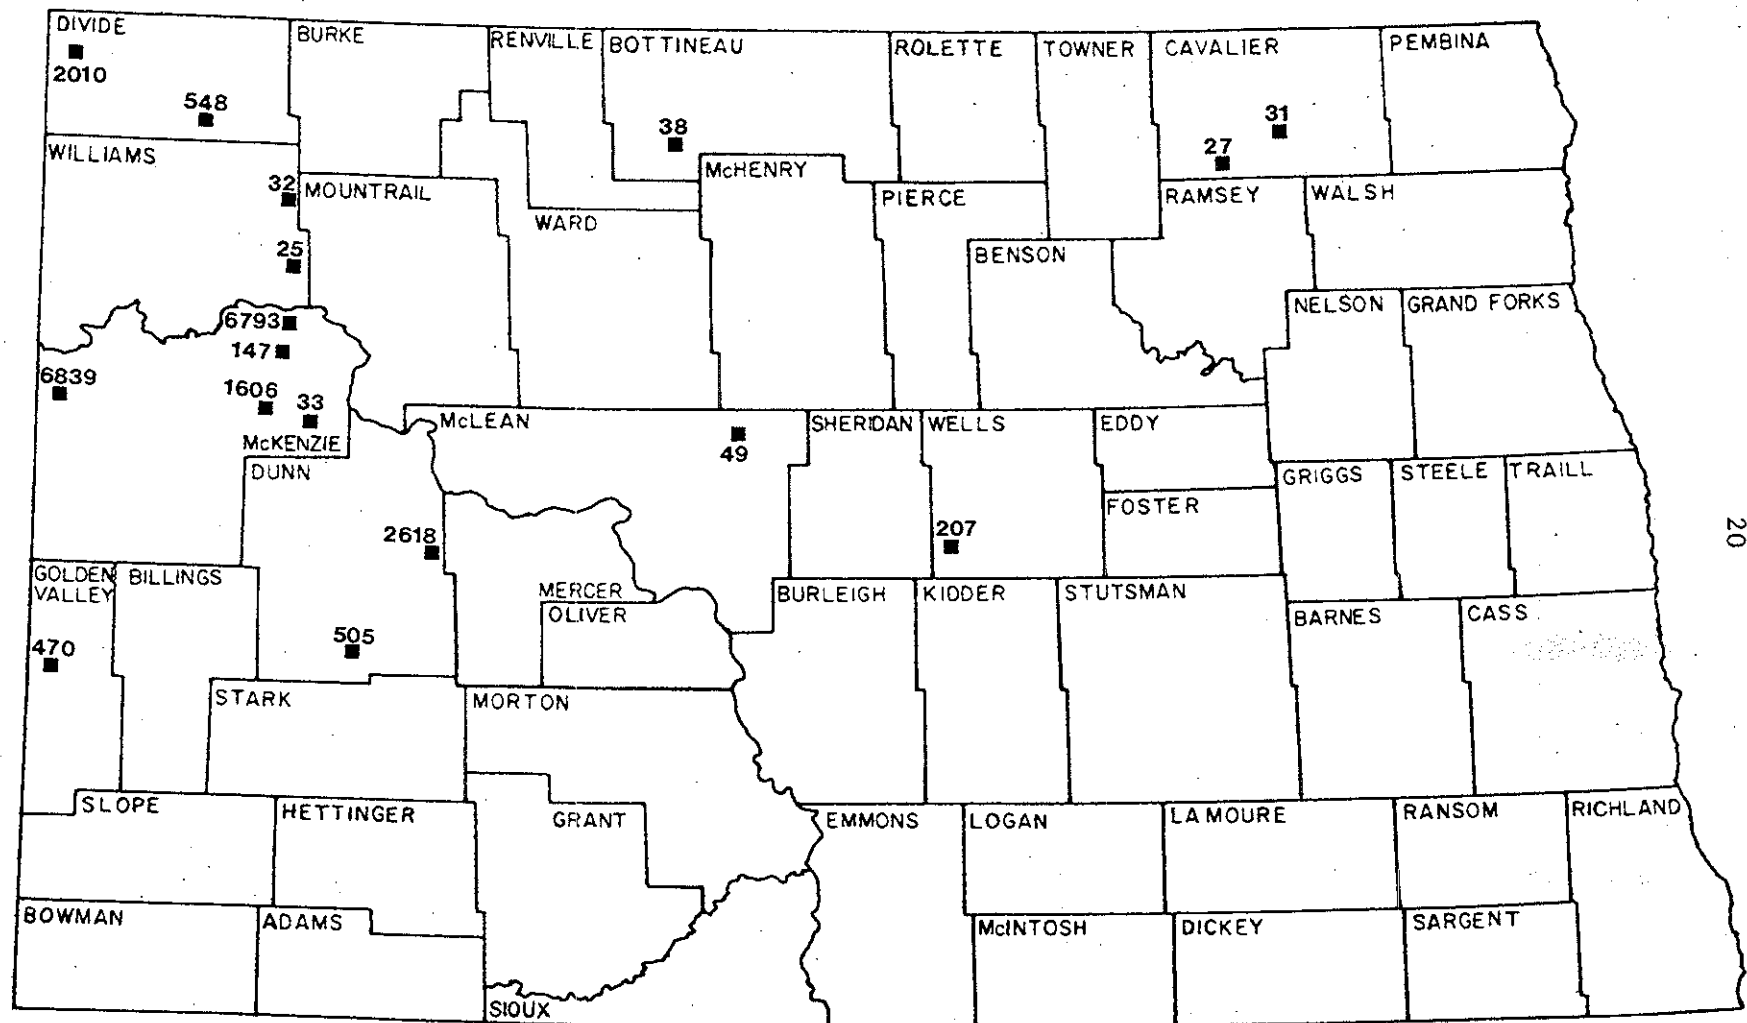 DIVIDE
2010
548
BURKE
RENVILLE
BOTTINEAU
38
ROLETTE
TOWNER
CAVALIER
31
27
PEMBINA
WILLIAMS
32
25
MOUNTRAIL
WARD
McHENRY
PIERCE
BENSON
RAMSEY
WALSH
NELSON
GRAND FORKS
6793
147
6839
1606
33
McKENZIE
DUNN
2618
505
McLEAN
49
SHERIDAN
WELLS
207
EDDY
FOSTER
GRIGGS
STEELE
TRAILL
20
GOLDEN
VALLEY
470
BILLINGS
MERCER
OLIVER
BURLEIGH
KIDDER
STUTSMAN
BARNES
CASS
STARK
MORTON
SLOPE
HETTINGER
GRANT
EMMONS
LOGAN
LA MOURE
RANSOM
RICHLAND
BOWMAN
ADAMS
SIOUX
McINTOSH
DICKEY
SARGENT